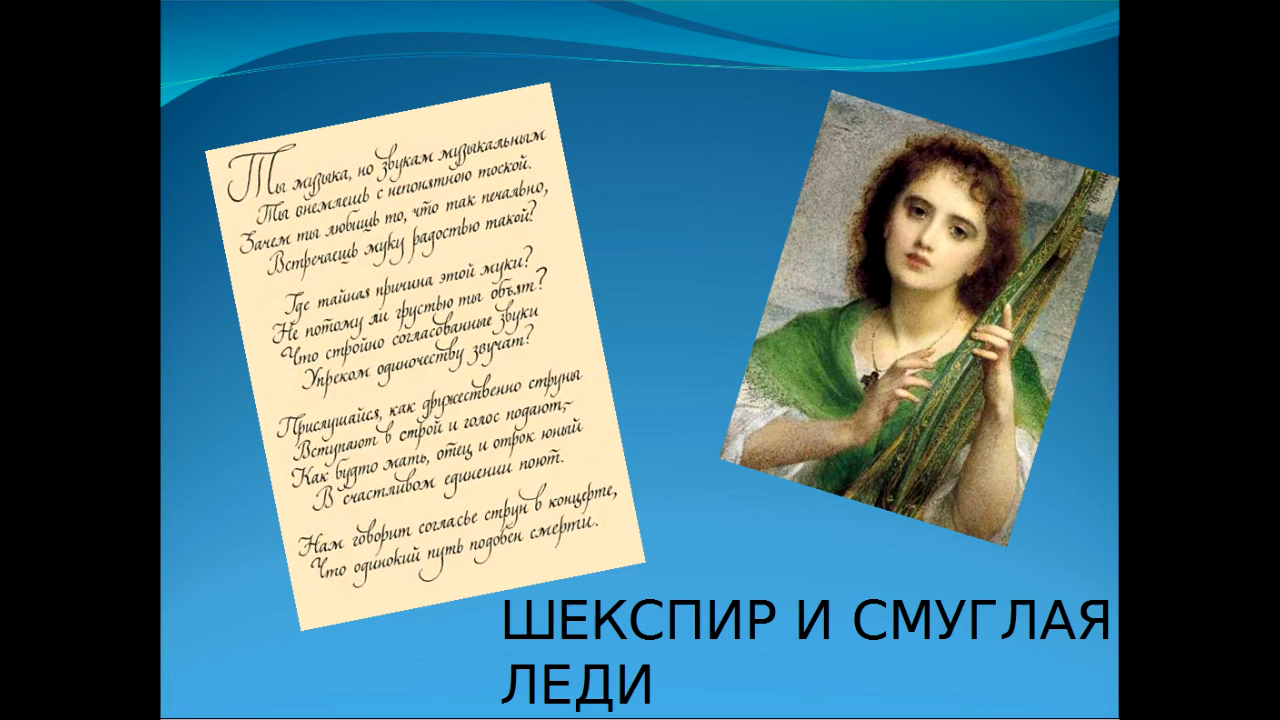 Ты музыка, но звукам музыкальным
Ты внемлешь с непонятною тоской.
Зачем ты любишь то, что так печально,
Встречаешь муку радостью такой?
Где тайная причина этой муки?
Не потому ли грустью ты объят?
Что стройно согласованные звуки
Упреком одиночеству звучат?
Прислушайся, как дружественно струны
Вступают в строй и голос подают,-
Как будто мать, отец и отрок юный
В счастливом единении поют.
Нам говорит согласье струн в концерте,
Что одинокий путь подобен смерти.
ШЕКСПИР И СМУГЛАЯ
ЛЕДИ